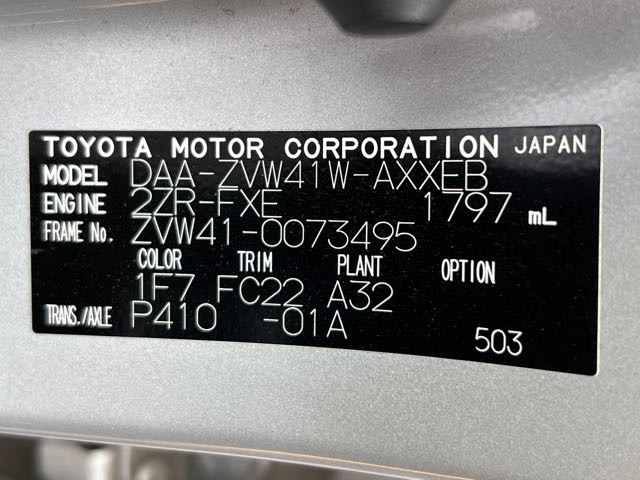 TOYOTA MOTOR CORPORATION JAPAN
MODEL DAA-ZVW41W-AXXEB
ENGINE 2ZR-FXE 1797 mL
FRAME No. ZVW41-0073495
COLOR TRIM PLANT OPTION
1F7 FC22 A32
TRANS./AXLE P410 -01A
503